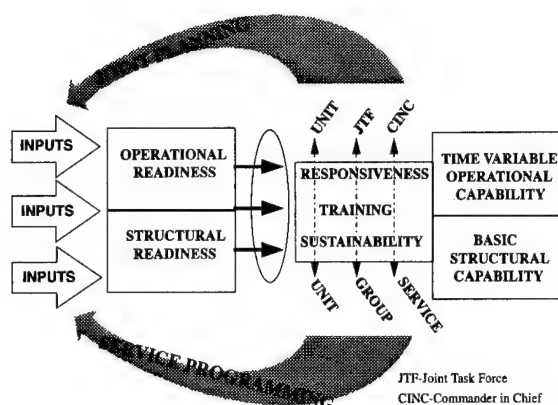 JOINT PLANNING
UNIT
JTF
CINC
INPUTS
INPUTS
INPUTS
OPERATIONAL
READINESS
STRUCTURAL
READINESS
RESPONSIVENESS
TRAINING
SUSTAINABILITY
TIME VARIABLE
OPERATIONAL
CAPABILITY
BASIC
STRUCTURAL
CAPABILITY
UNIT
GROUP
SERVICE
SERVICE PROGRAMMING
JTF-Joint Task Force
CINC-Commander in Chief